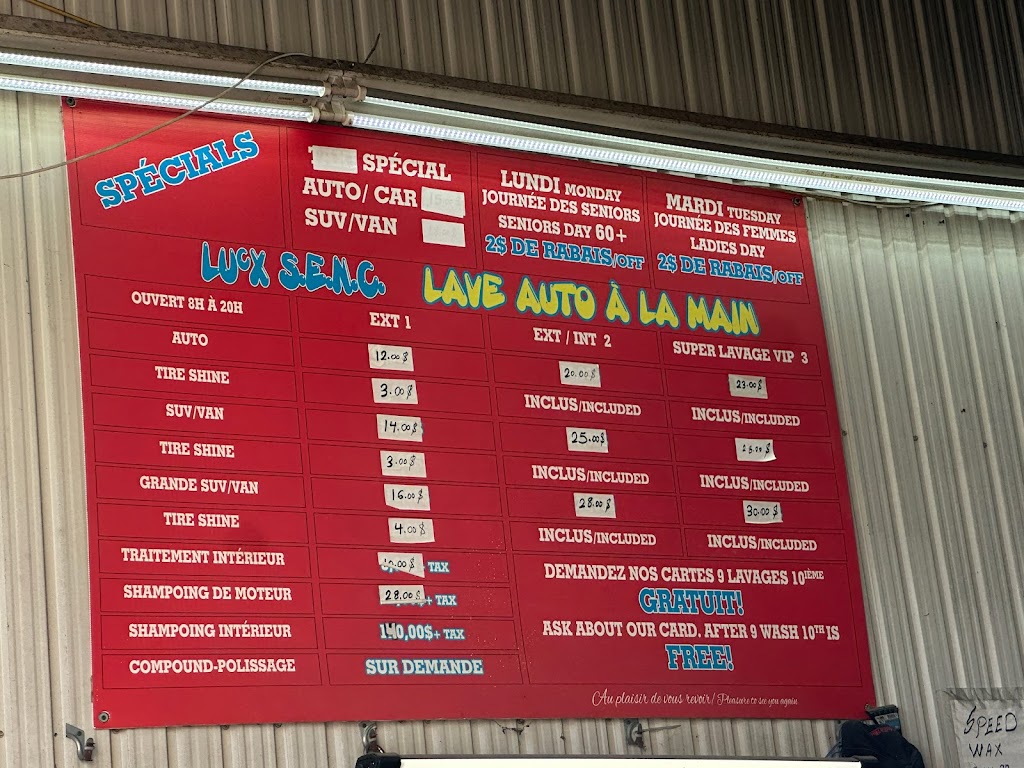 SPÉCIALS
SPÉCIAL
AUTO/ CAR
SUV/VAN
LUNDI MONDAY
JOURNÉE DES SENIORS
SENIORS DAY 60+
2$ DE RABAIS/OFF
MARDI TUESDAY
JOURNÉE DES FEMMES
LADIES DAY
2$ DE RABAIS/OFF
LUCX S.E.N.C. LAVE AUTO À LA MAIN
OUVERT 8H À 20H EXT 1 EXT / INT 2 SUPER LAVAGE VIP 3
AUTO 12.00$ 20.00$ 23.00$
TIRE SHINE 3.00$ INCLUS/INCLUDED INCLUS/INCLUDED
SUV/VAN 14.00$ 25.00$
TIRE SHINE 3.00$ INCLUS/INCLUDED INCLUS/INCLUDED
GRANDE SUV/VAN 16.00$ 28.00$ 30.00$
TIRE SHINE 4.00$ INCLUS/INCLUDED INCLUS/INCLUDED
TRAITEMENT INTÉRIEUR + TAX
SHAMPOING DE MOTEUR 28.00$ + TAX
SHAMPOING INTÉRIEUR 140,00$+ TAX
COMPOUND-POLISSAGE SUR DEMANDE
DEMANDEZ NOS CARTES 9 LAVAGES 10IÈME
GRATUIT!
ASK ABOUT OUR CARD. AFTER 9 WASH 10TH IS
FREE!
Au plaisir de vous revoir/ Pleasure to see you again
SPEED
WAX